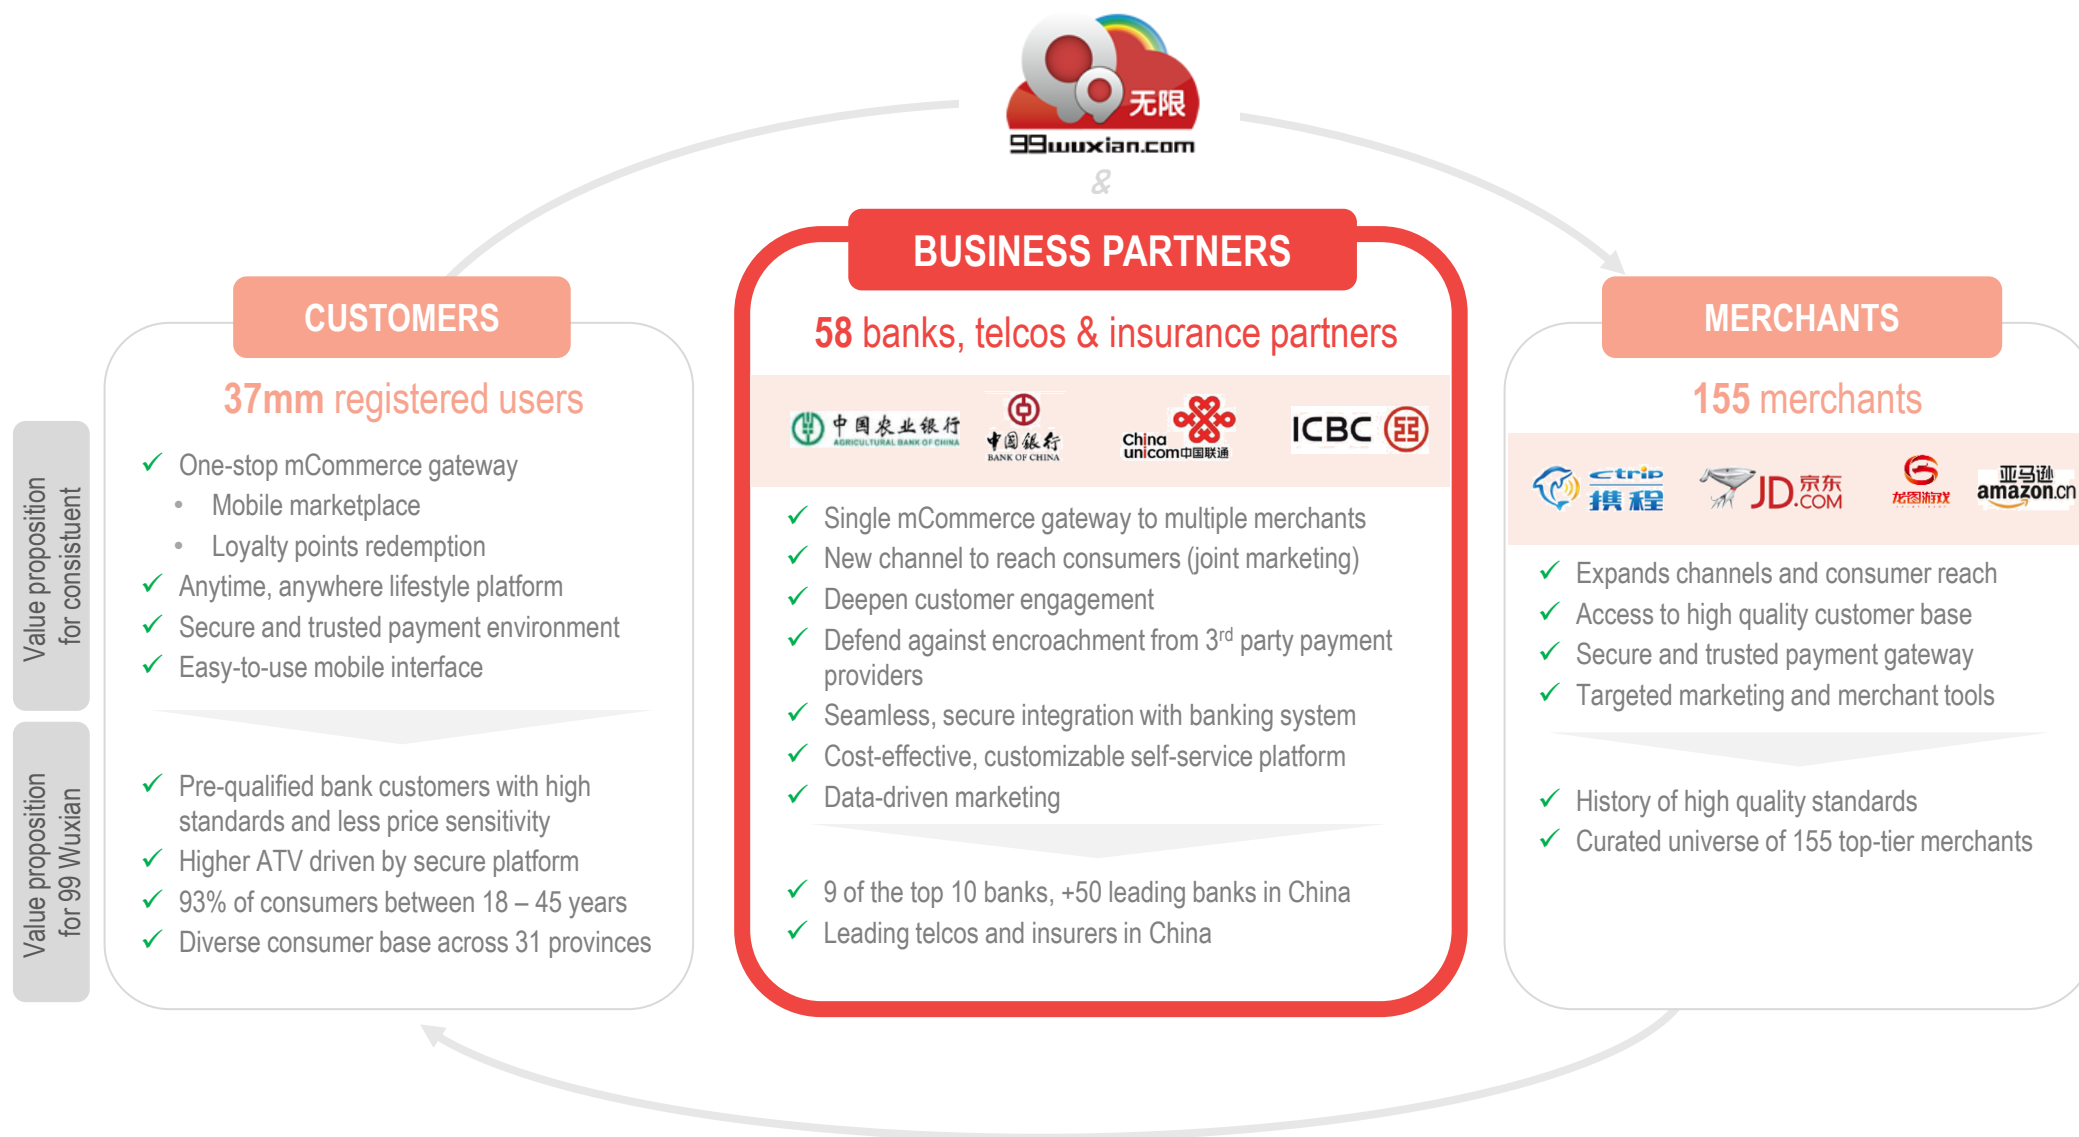 无限
99wuxian.com
&
BUSINESS PARTNERS
58 banks, telcos & insurance partners
中国农业银行
AGRICULTURAL BANK OF CHINA
中国银行
BANK OF CHINA
China
unicom中国联通
ICBC
Single mCommerce gateway to multiple merchants
New channel to reach consumers (joint marketing)
Deepen customer engagement
Defend against encroachment from 3rd party payment
providers
Seamless, secure integration with banking system
Cost-effective, customizable self-service platform
Data-driven marketing
9 of the top 10 banks, +50 leading banks in China
Leading telcos and insurers in China
CUSTOMERS
37mm registered users
Value proposition
for consistuent
One-stop mCommerce gateway
• Mobile marketplace
• Loyalty points redemption
Anytime, anywhere lifestyle platform
Secure and trusted payment environment
Easy-to-use mobile interface
Value proposition
for 99 Wuxian
Pre-qualified bank customers with high
standards and less price sensitivity
Higher ATV driven by secure platform
93% of consumers between 18 – 45 years
Diverse consumer base across 31 provinces
MERCHANTS
155 merchants
ctrip
携程
JD京东
.COM
龙图游戏
亚马逊
amazon.cn
Expands channels and consumer reach
Access to high quality customer base
Secure and trusted payment gateway
Targeted marketing and merchant tools
History of high quality standards
Curated universe of 155 top-tier merchants